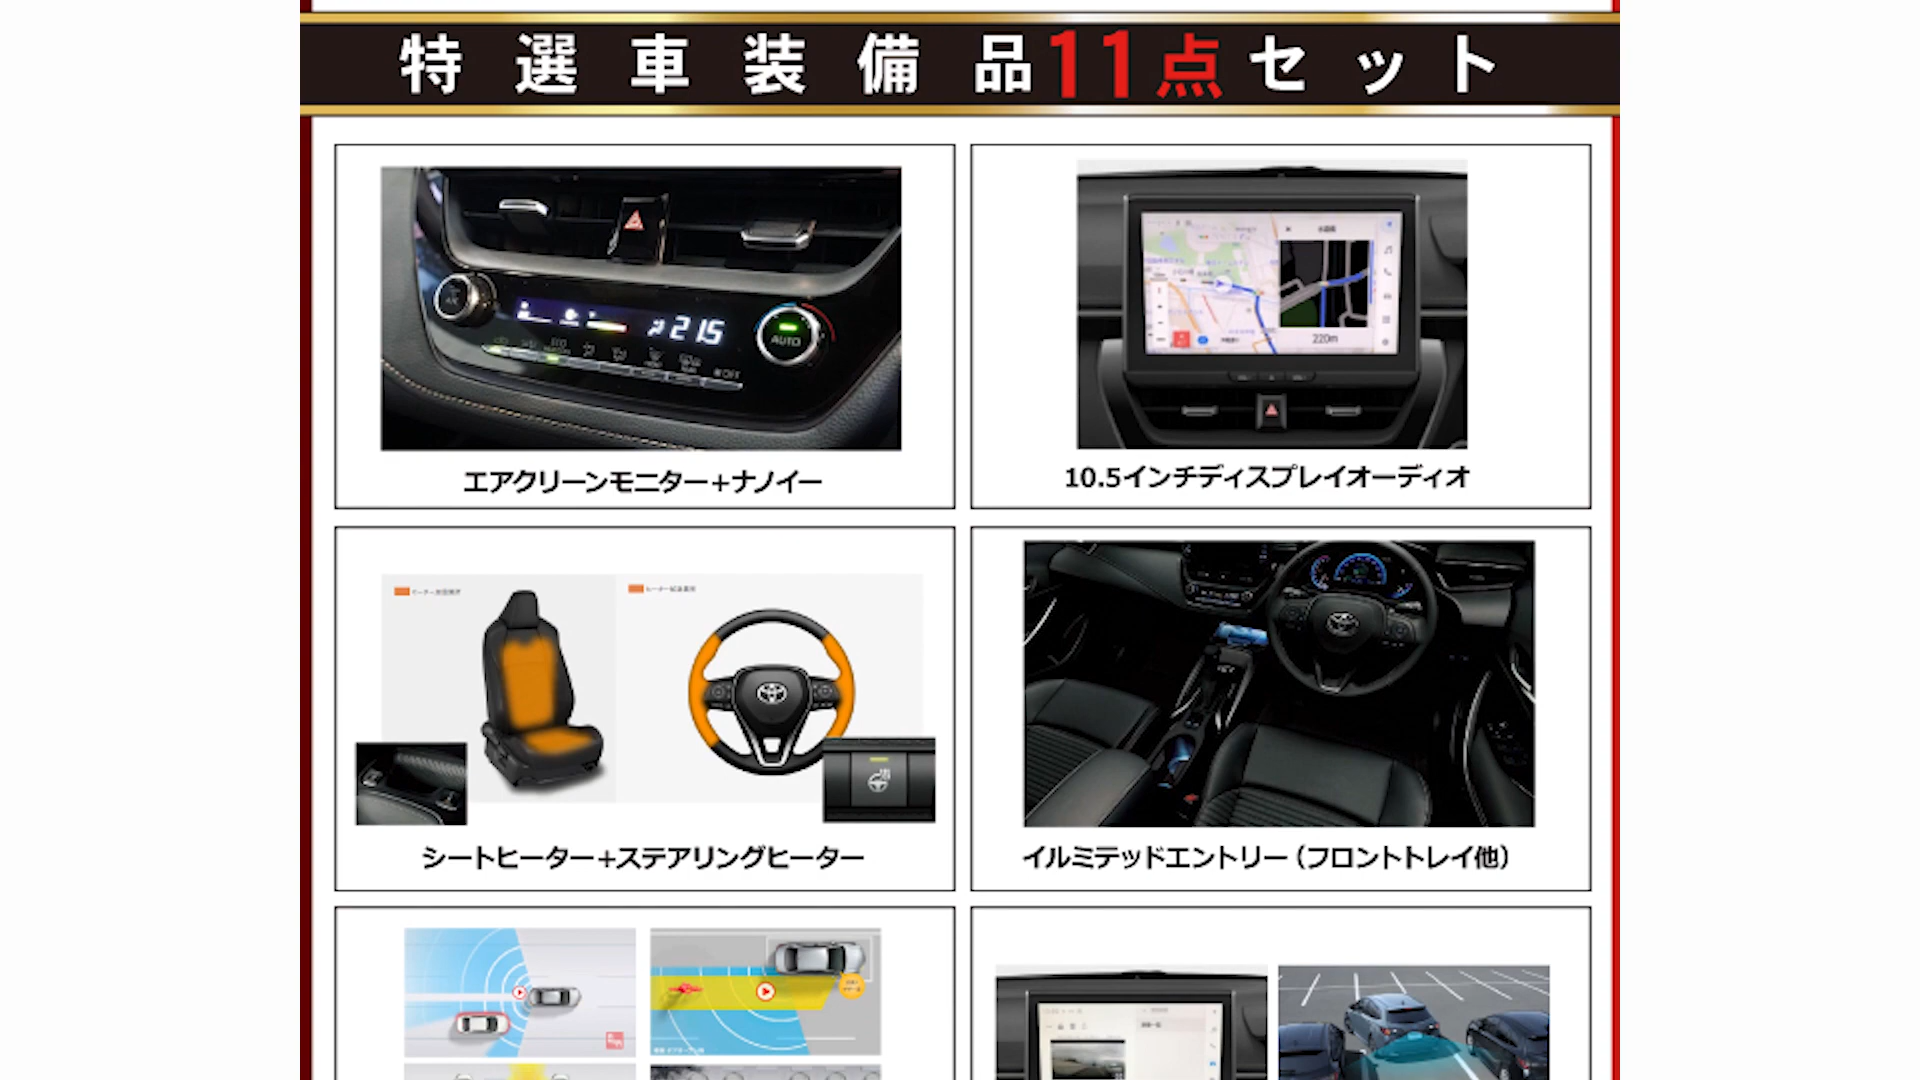 特選車装備品11点セット
215
AUTO
A/C
OFF
220m
エアクリーンモニター＋ナノイー
10.5インチディスプレイオーディオ
シートヒーター＋ステアリングヒーター
イルミテッドエントリー（フロントトレイ他）